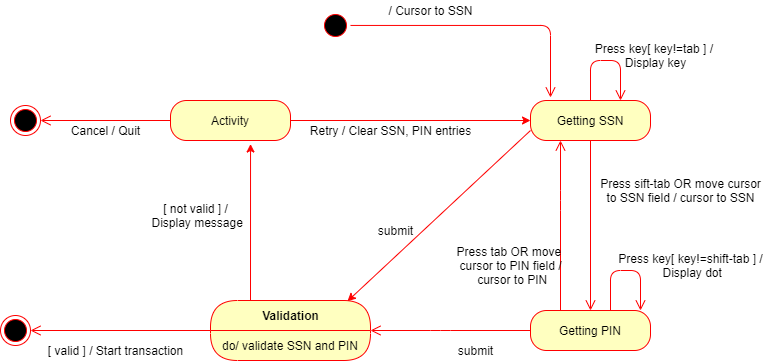 / Cursor to SSN
Press key[ key!=tab ] /
Display key
Activity
Getting SSN
Cancel / Quit
Retry / Clear SSN, PIN entries
Press sift-tab OR move cursor
to SSN field / cursor to SSN
[ not valid ] /
Display message
submit
Press tab OR move
cursor to PIN field /
cursor to PIN
Press key[ key!=shift-tab ] /
Display dot
Validation
do/ validate SSN and PIN
Getting PIN
[ valid ] / Start transaction
submit